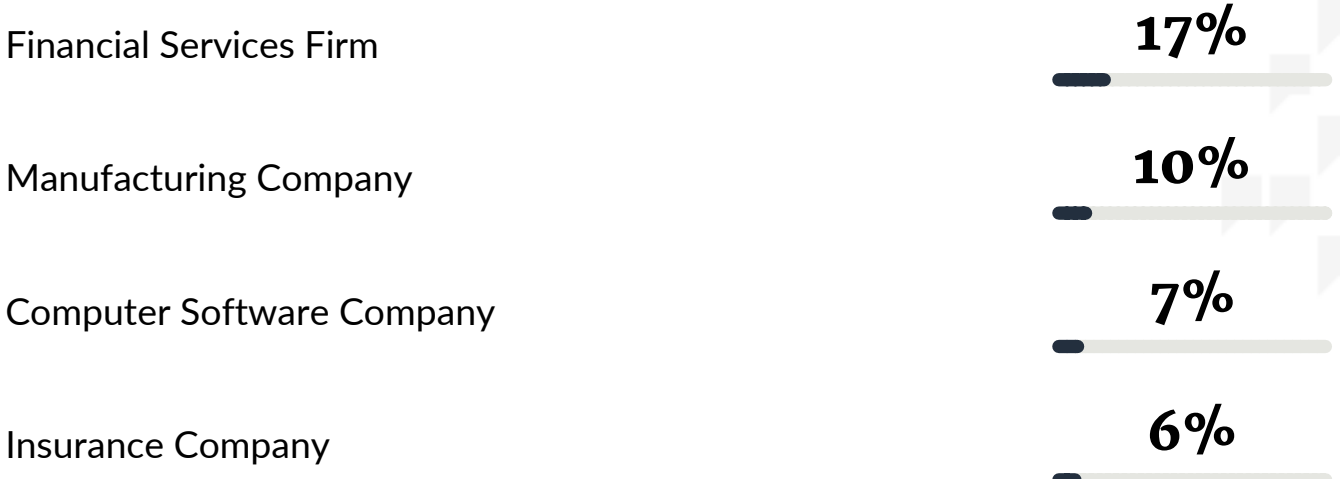 Financial Services Firm 17%
Manufacturing Company 10%
Computer Software Company 7%
Insurance Company 6%